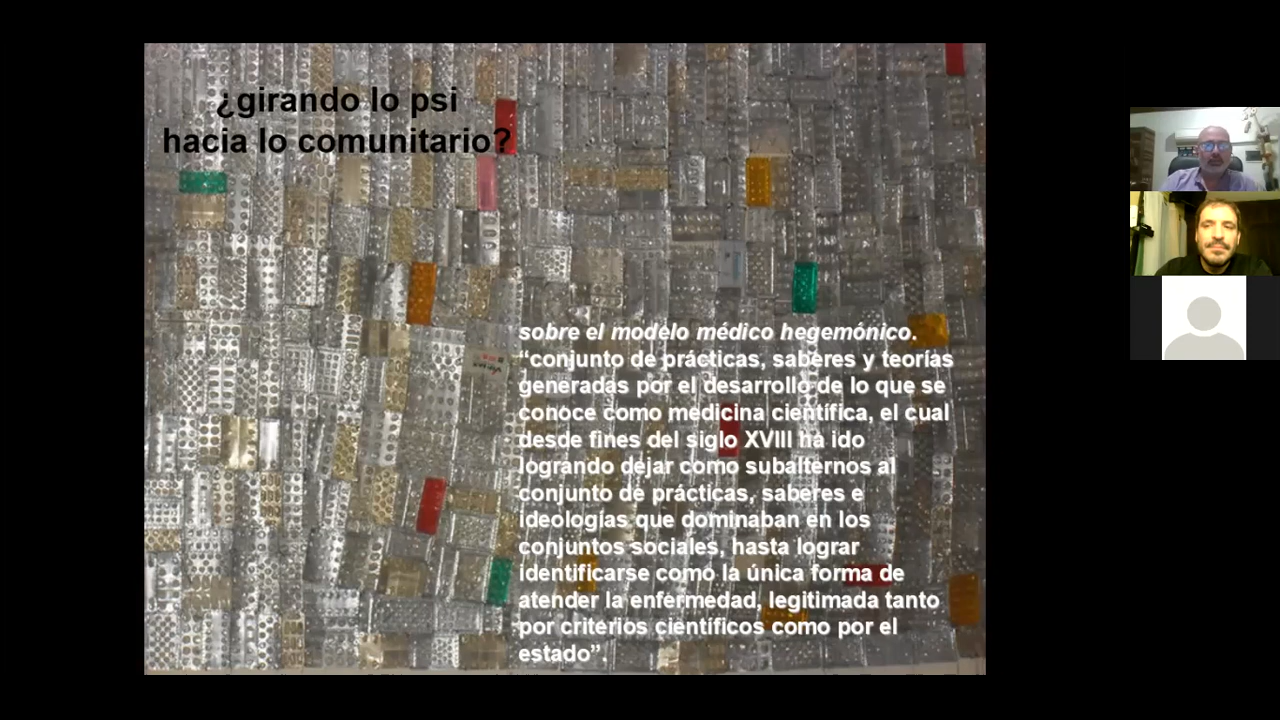 ¿girando lo psi
hacia lo comunitario?
sobre el modelo médico hegemónico.
“conjunto de prácticas, saberes y teorías
generadas por el desarrollo de lo que se
conoce como medicina científica, el cual
desde fines del siglo XVIII ha ido
logrando dejar como subalternos al
conjunto de prácticas, saberes e
ideologías que dominaban en los
conjuntos sociales, hasta lograr
identificarse como la única forma de
atender la enfermedad, legitimada tanto
por criterios científicos como por el
estado”.